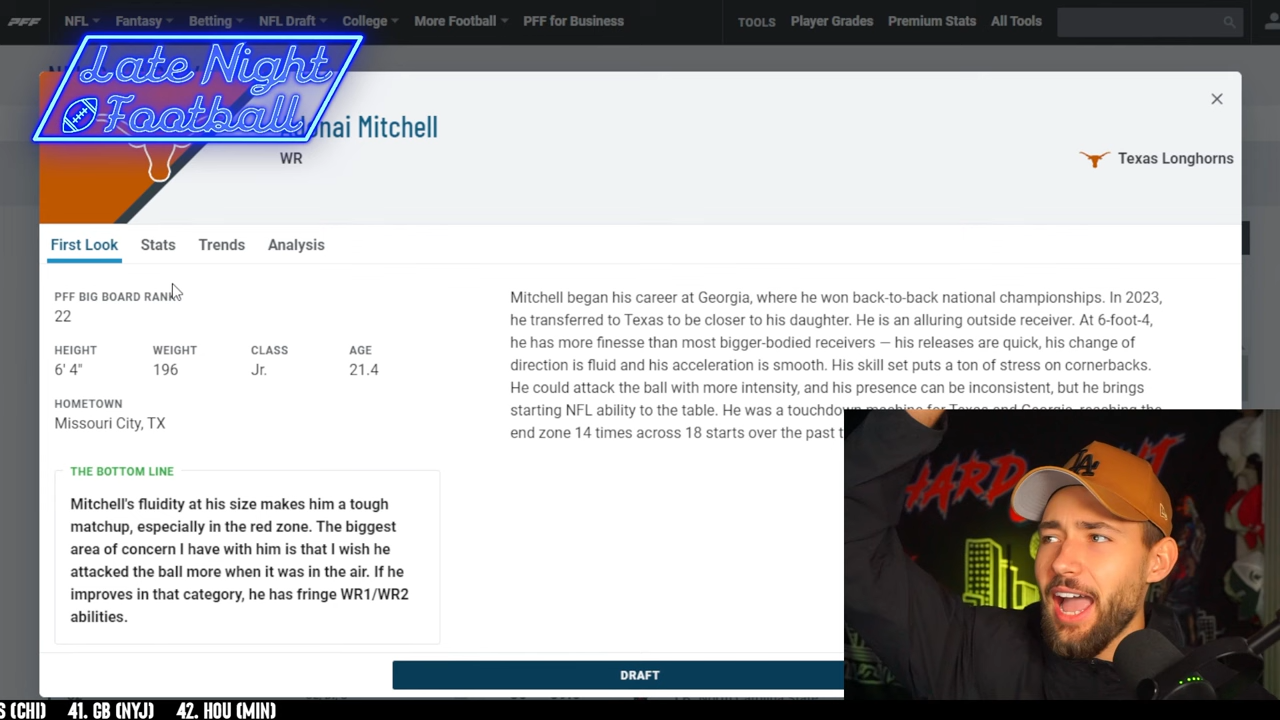 PFF NFL Fantasy Betting NFL Draft College More Football PFF for Business TOOLS Player Grades Premium Stats All Tools
Late Night
Football
Mitchell
WR
Texas Longhorns
First Look Stats Trends Analysis
PFF BIG BOARD RANK
22
HEIGHT WEIGHT CLASS AGE
6' 4" 196 Jr. 21.4
HOMETOWN
Missouri City, TX
THE BOTTOM LINE
Mitchell's fluidity at his size makes him a tough
matchup, especially in the red zone. The biggest
area of concern I have with him is that I wish he
attacked the ball more when it was in the air. If he
improves in that category, he has fringe WR1/WR2
abilities.
Mitchell began his career at Georgia, where he won back-to-back national championships. In 2023,
he transferred to Texas to be closer to his daughter. He is an alluring outside receiver. At 6-foot-4,
he has more finesse than most bigger-bodied receivers — his releases are quick, his change of
direction is fluid and his acceleration is smooth. His skill set puts a ton of stress on cornerbacks.
He could attack the ball with more intensity, and his presence can be inconsistent, but he brings
starting NFL ability to the table. He was a touchdown machine for Texas and Georgia, reaching the
end zone 14 times across 18 starts over the past
HARD
LA
DRAFT
S (CHI) 41. GB (NYJ) 42. HOU (MIN)